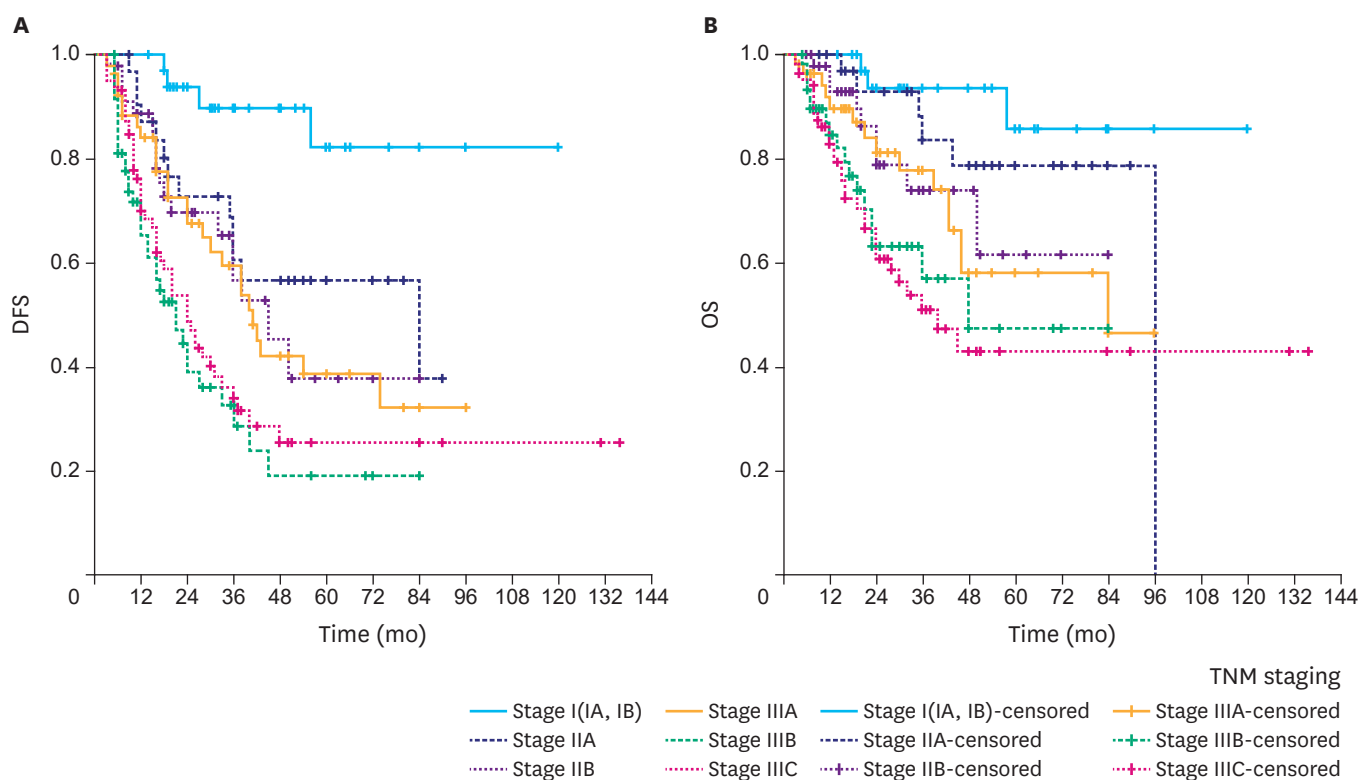 A
1.0
0.8
0.6
0.4
0.2
0 12 24 36 48 60 72 84 96 108 120 132 144
DFS
Time (mo)
B
1.0
0.8
0.6
0.4
0.2
0 12 24 36 48 60 72 84 96 108 120 132 144
OS
Time (mo)
TNM staging
Stage I(IA, IB) Stage IIIA Stage I(IA, IB)-censored Stage IIIA-censored
Stage IIA Stage IIIB Stage IIA-censored Stage IIIB-censored
Stage IIB Stage IIIC Stage IIB-censored Stage IIIC-censored